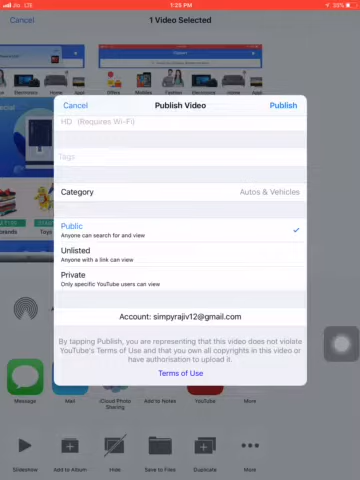 Jio LTE
1:25 PM
53%
Cancel
1 Video Selected
Cancel
Publish Video
Publish
HD (Requires Wi-Fi)
Tags
Category
Autos & Vehicles
Public
Anyone can search for and view
Unlisted
Anyone with a link can view
Private
Only specific YouTube users can view
Account: simpyrajiv12@gmail.com
By tapping Publish, you are representing that this video does not violate
YouTube's Terms of Use and that you own all copyrights in this video or
have authorisation to upload it.
Terms of Use
Message
Mail
iCloud Photo
Sharing
Add to Notes
YouTube
More
Slideshow
Add to Album
Hide
Save to Files
Duplicate
More